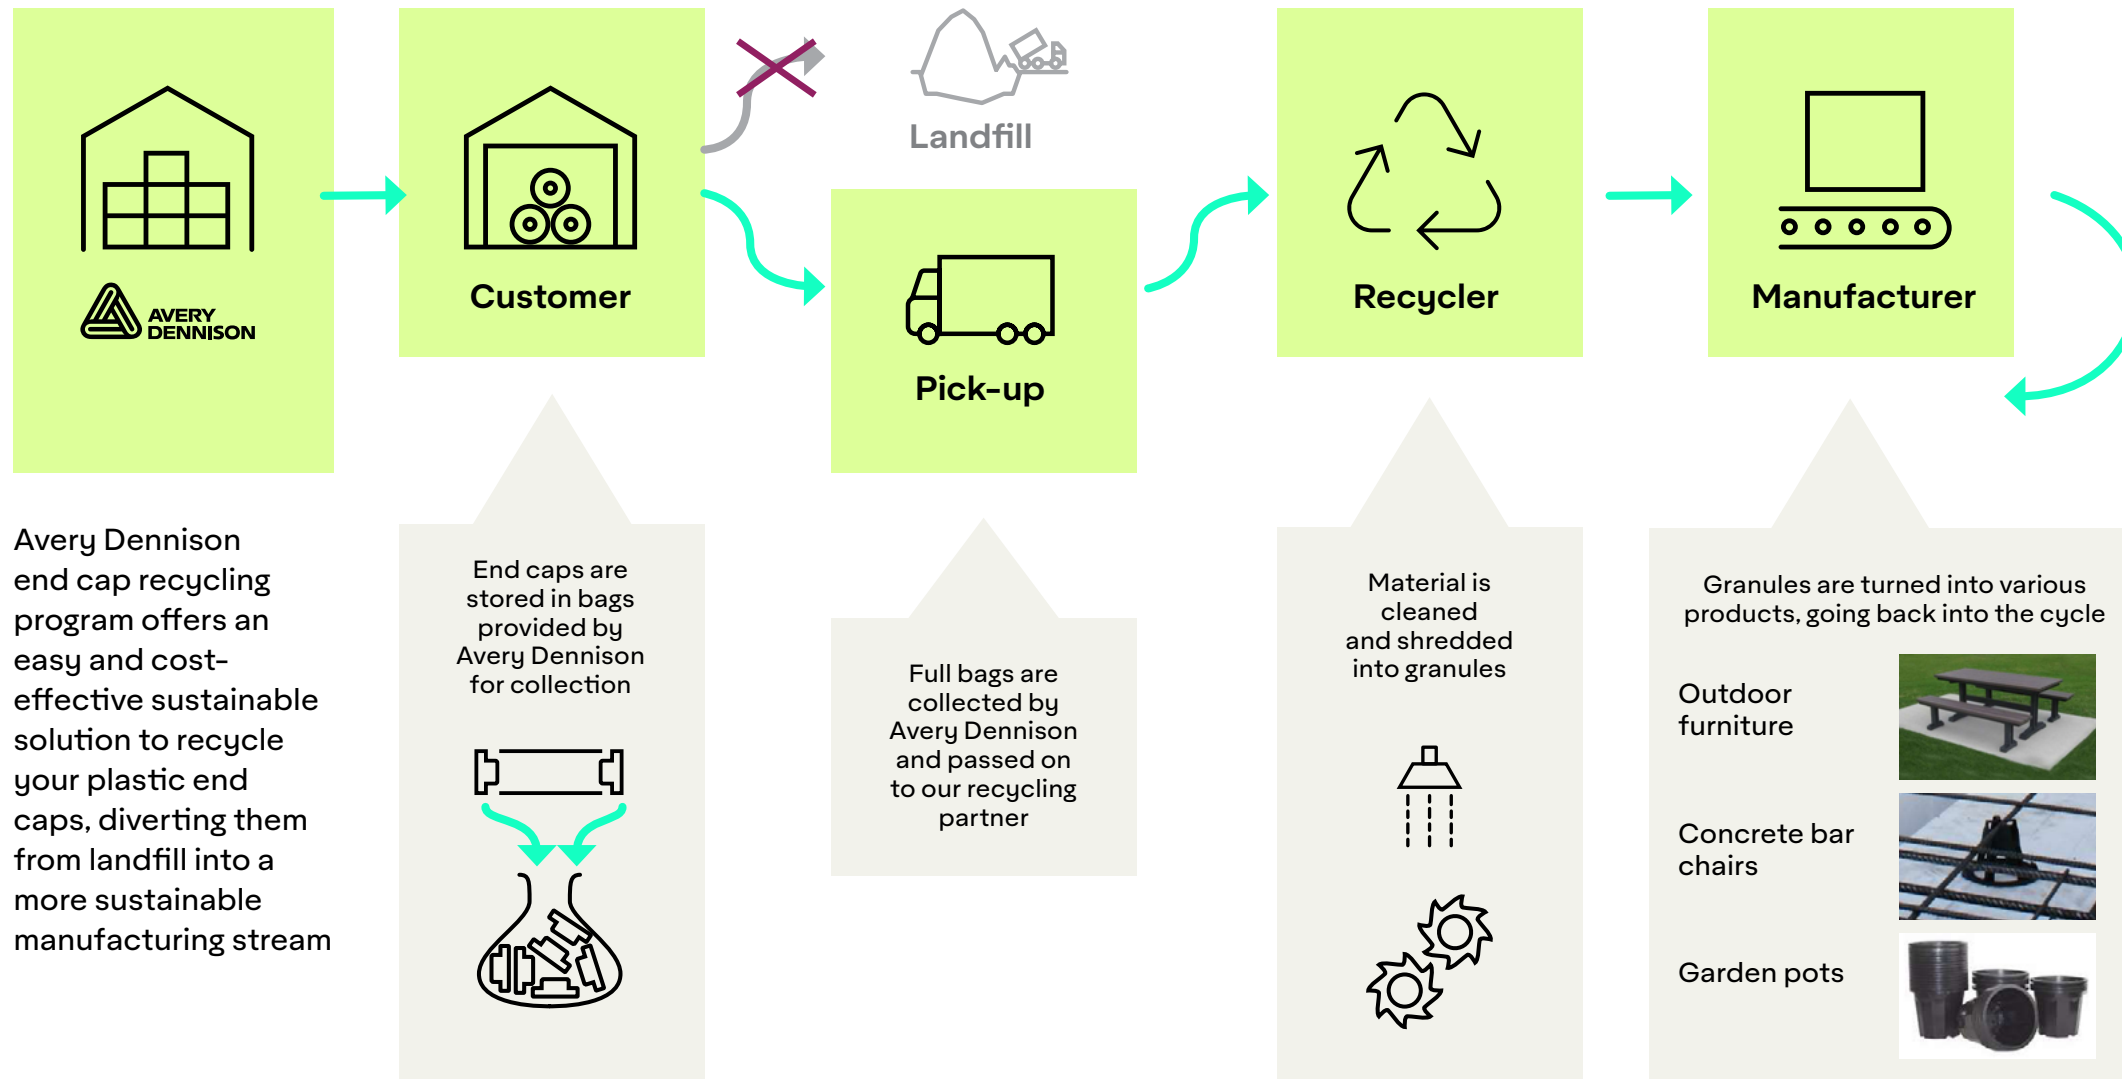 AVERY
DENNISON
Customer
Landfill
Pick-up
Recycler
Manufacturer
Avery Dennison
end cap recycling
program offers an
easy and cost-
effective sustainable
solution to recycle
your plastic end
caps, diverting them
from landfill into a
more sustainable
manufacturing stream
End caps are
stored in bags
provided by
Avery Dennison
for collection
Full bags are
collected by
Avery Dennison
and passed on
to our recycling
partner
Material is
cleaned
and shredded
into granules
Granules are turned into various
products, going back into the cycle
Outdoor
furniture
Concrete bar
chairs
Garden pots